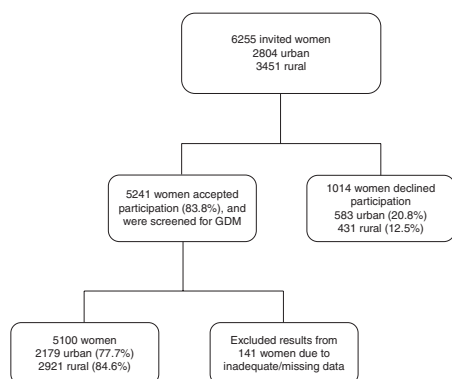 6255 invited women
2804 urban
3451 rural
5241 women accepted
participation (83.8%), and
were screened for GDM
1014 women declined
participation
583 urban (20.8%)
431 rural (12.5%)
5100 women
2179 urban (77.7%)
2921 rural (84.6%)
Excluded results from
141 women due to
inadequate/missing data